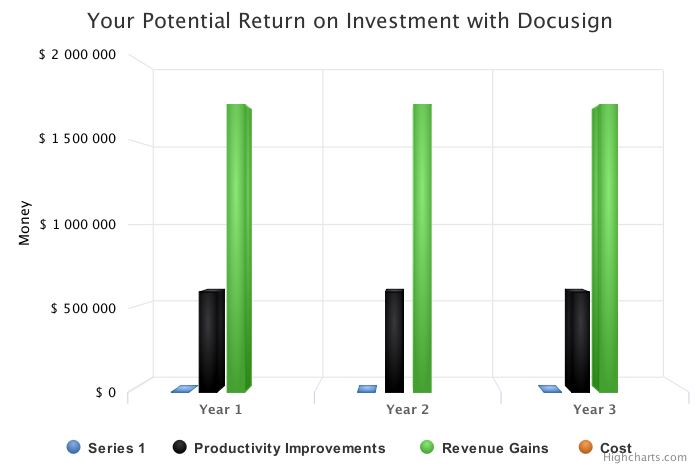 Your Potential Return on Investment with Docusign
$ 2 000 000
$ 1 500 000
$ 1 000 000
$ 500 000
$ 0
Money
Year 1
Year 2
Year 3
Series 1
Productivity Improvements
Revenue Gains
Cost
Highcharts.com